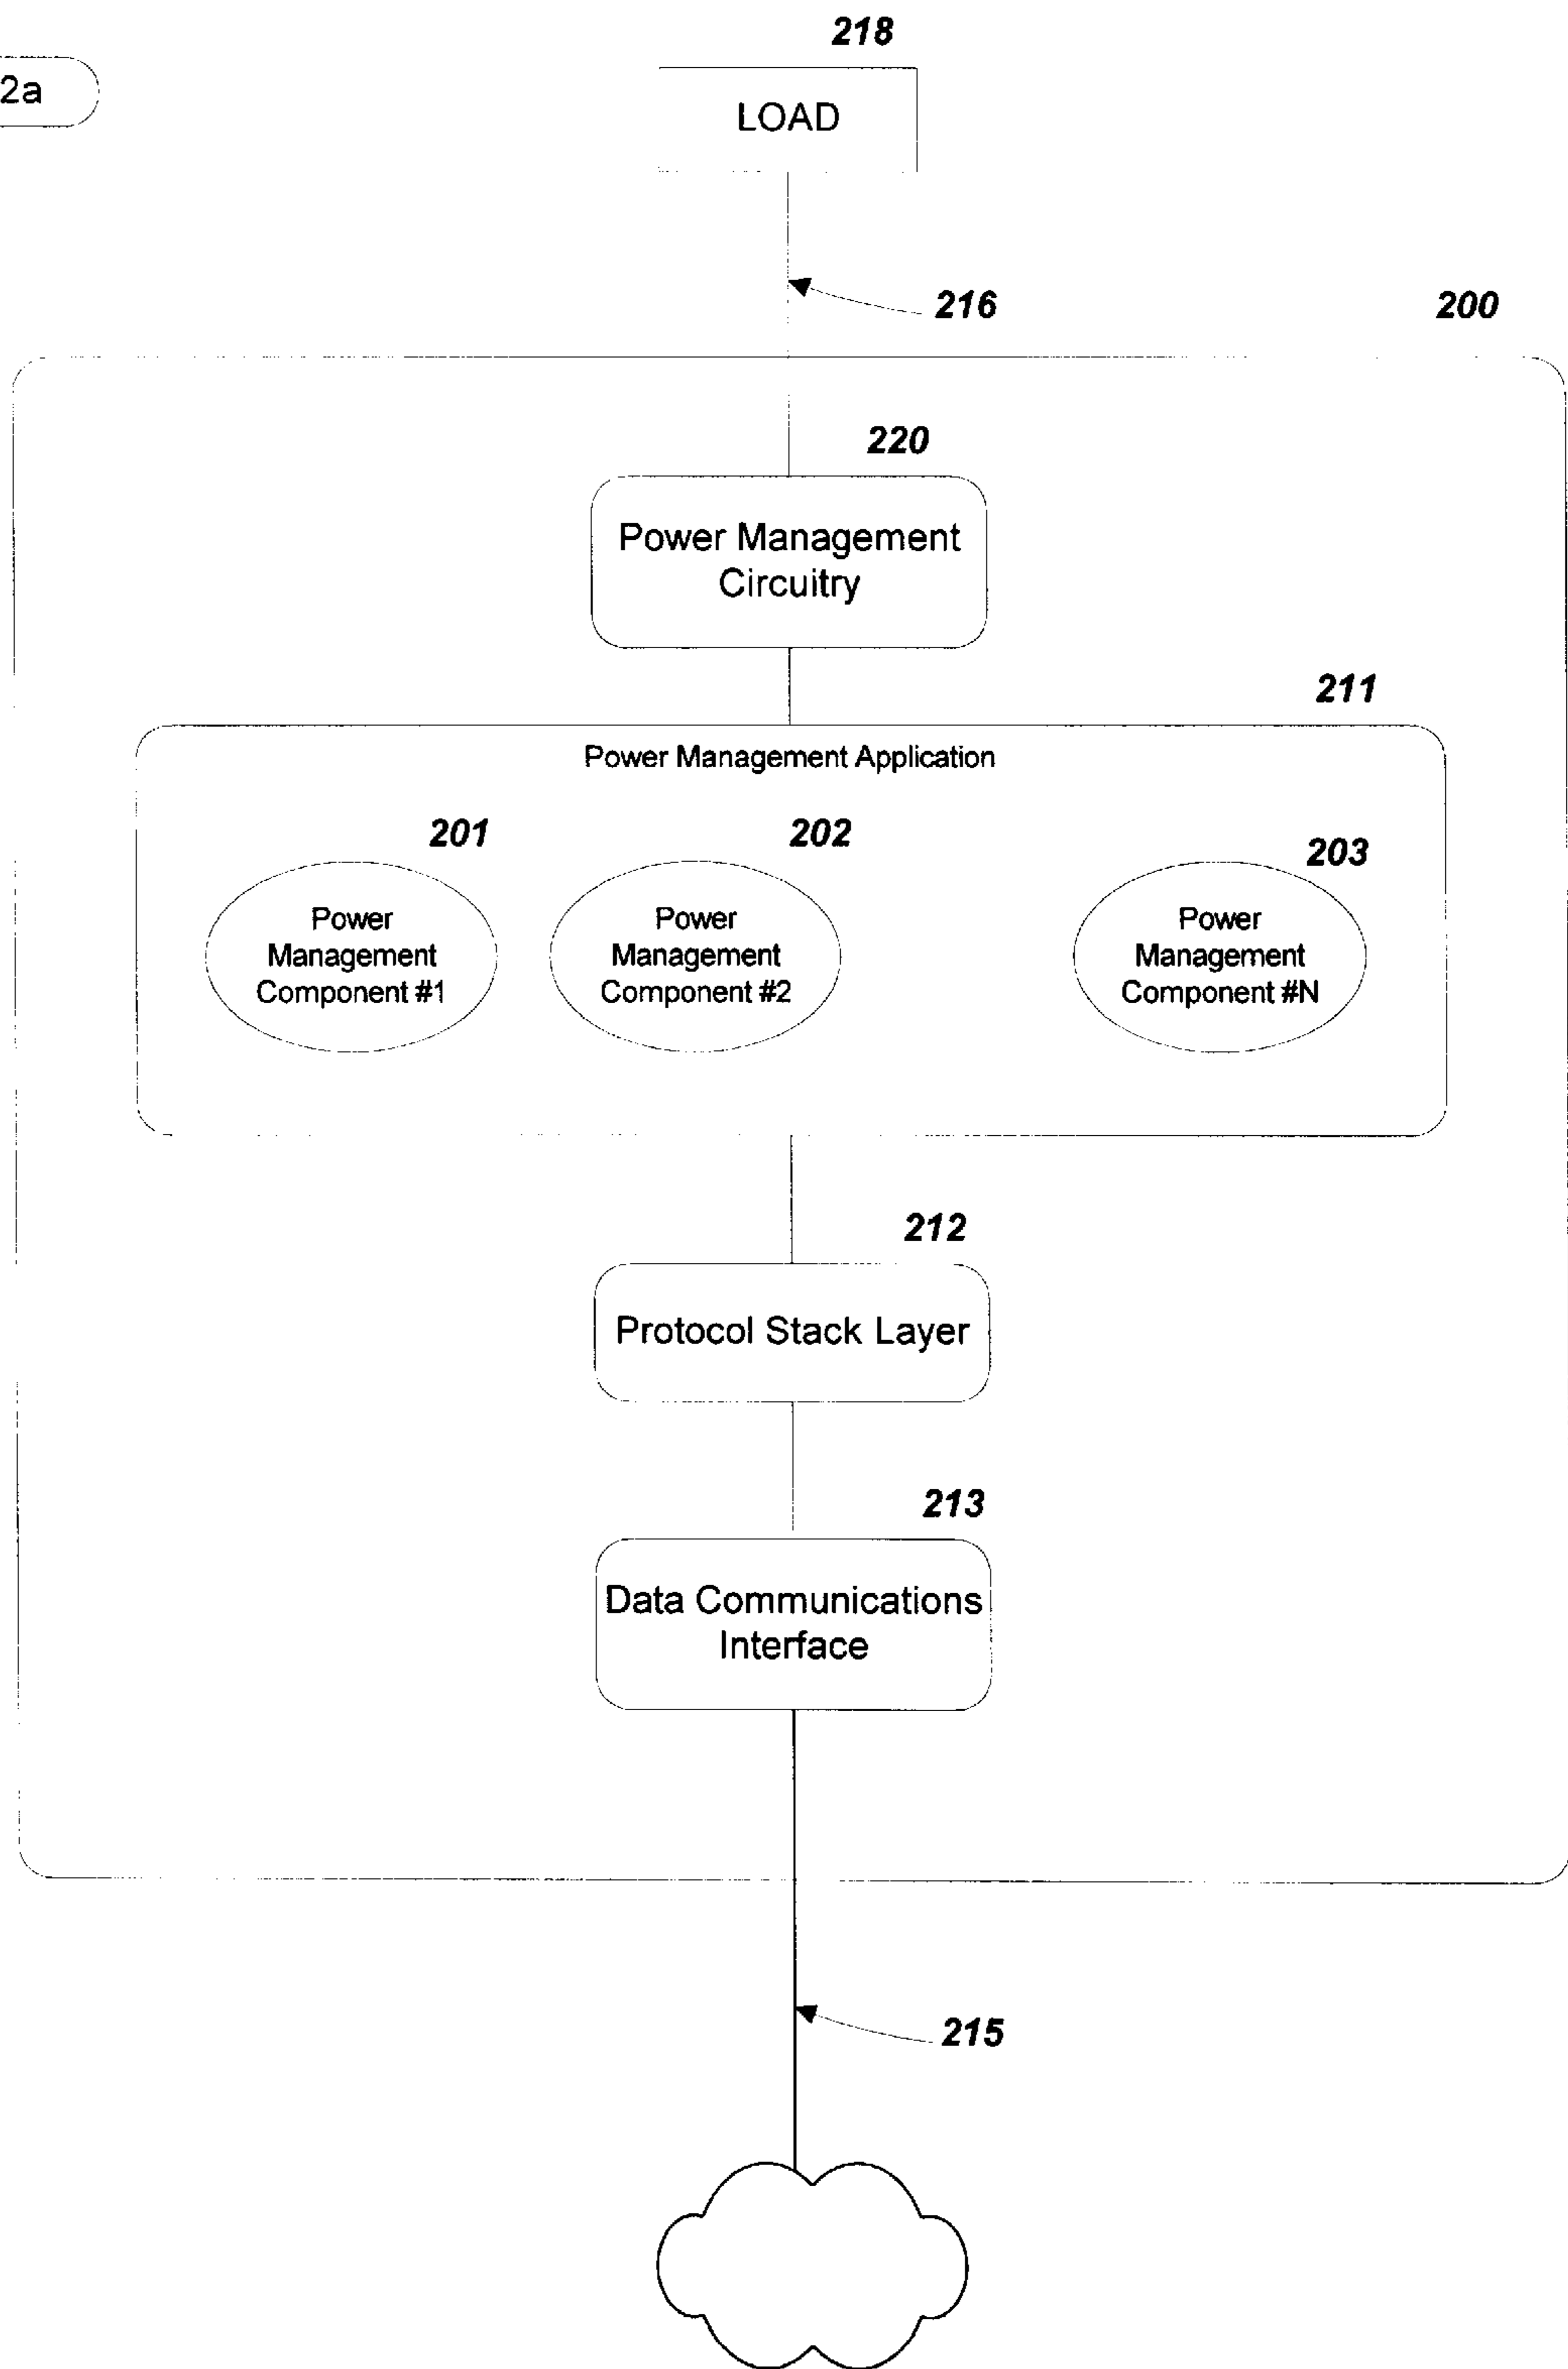 218
2a
LOAD
216
200
220
Power Management
Circuitry
211
Power Management Application
201
202
203
Power
Management
Component #1
Power
Management
Component #2
Power
Management
Component #N
212
Protocol Stack Layer
213
Data Communications
Interface
215